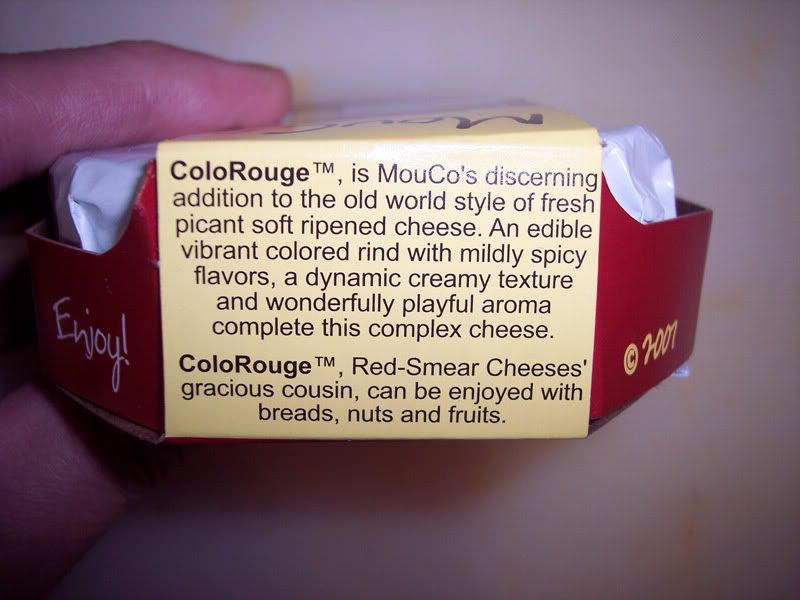 MouCo
ColoRouge™, is MouCo's discerning
addition to the old world style of fresh
picant soft ripened cheese. An edible
vibrant colored rind with mildly spicy
flavors, a dynamic creamy texture
and wonderfully playful aroma
complete this complex cheese.
ColoRouge™, Red-Smear Cheeses'
gracious cousin, can be enjoyed with
breads, nuts and fruits.
Enjoy!
© 2007